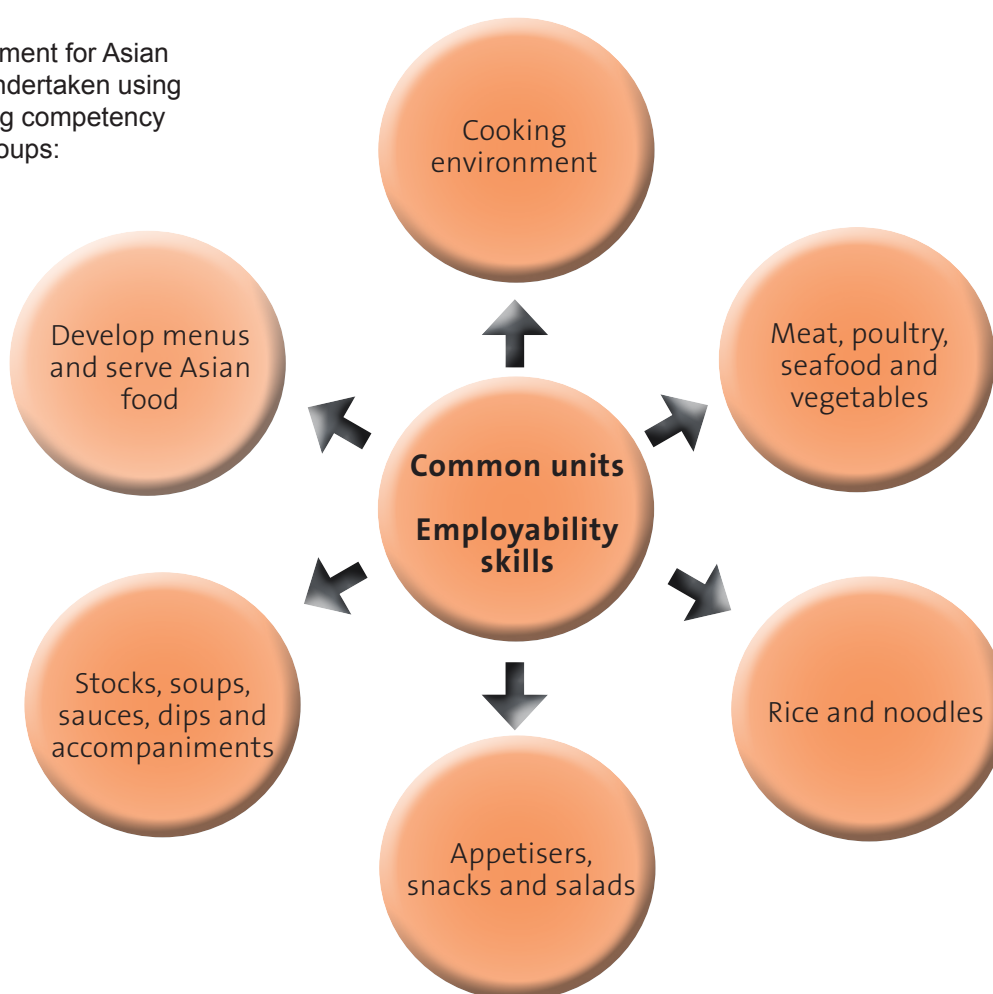 ment for Asian
ndertaken using
g competency
oups:
Cooking
environment
Develop menus
and serve Asian
food
Meat, poultry,
seafood and
vegetables
Common units
Employability
skills
Stocks, soups,
sauces, dips and
accompaniments
Rice and noodles
Appetisers,
snacks and salads